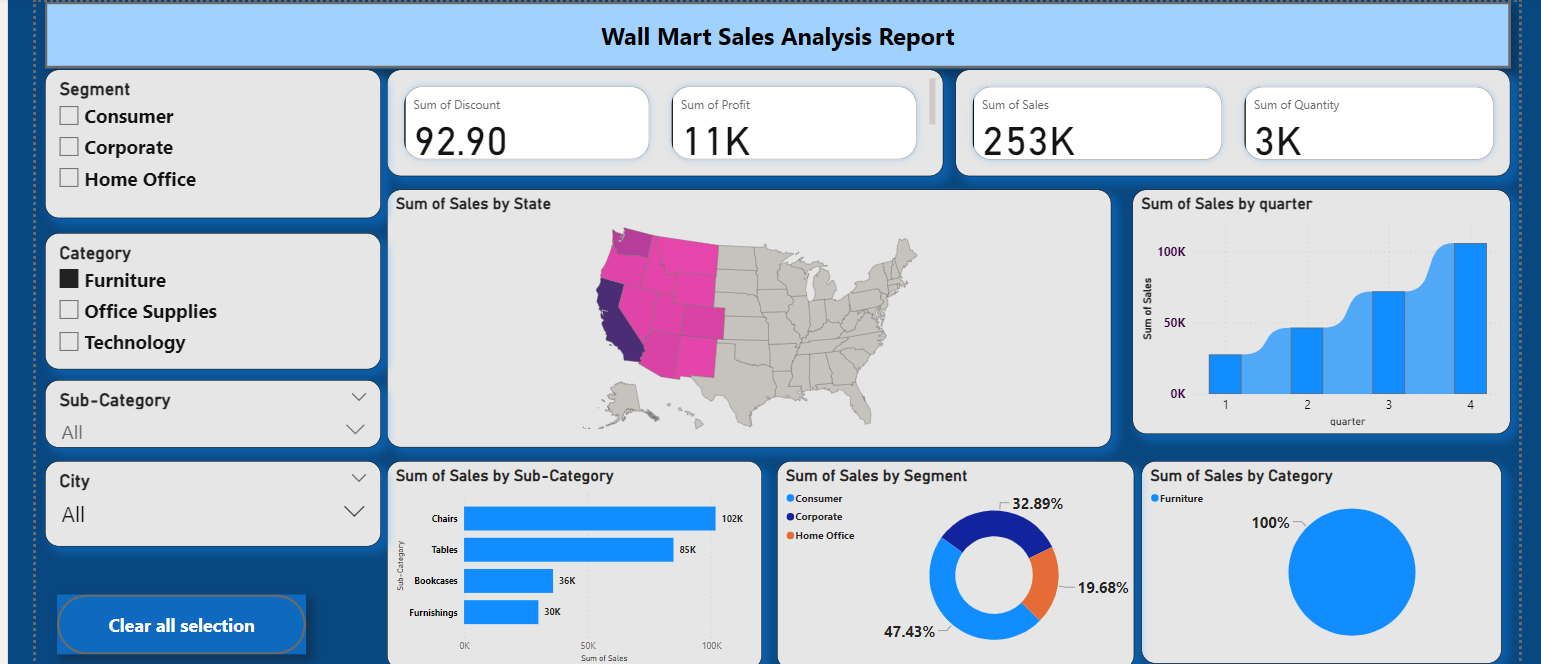 Wall Mart Sales Analysis Report
Segment
Consumer
Corporate
Home Office
Category
Furniture
Office Supplies
Technology
Sub-Category
All
City
All
Clear all selection
Sum of Discount
92.90
Sum of Profit
11K
Sum of Sales
253K
Sum of Quantity
3K
Sum of Sales by State
Sum of Sales by quarter
Sum of Sales
100K
50K
0K
1 2 3 4
quarter
Sum of Sales by Sub-Category
Sub-Category
Chairs 102K
Tables 85K
Bookcases 36K
Furnishings 30K
0K 50K 100K
Sum of Sales
Sum of Sales by Segment
Consumer
Corporate
Home Office
32.89%
19.68%
47.43%
Sum of Sales by Category
Furniture
100%